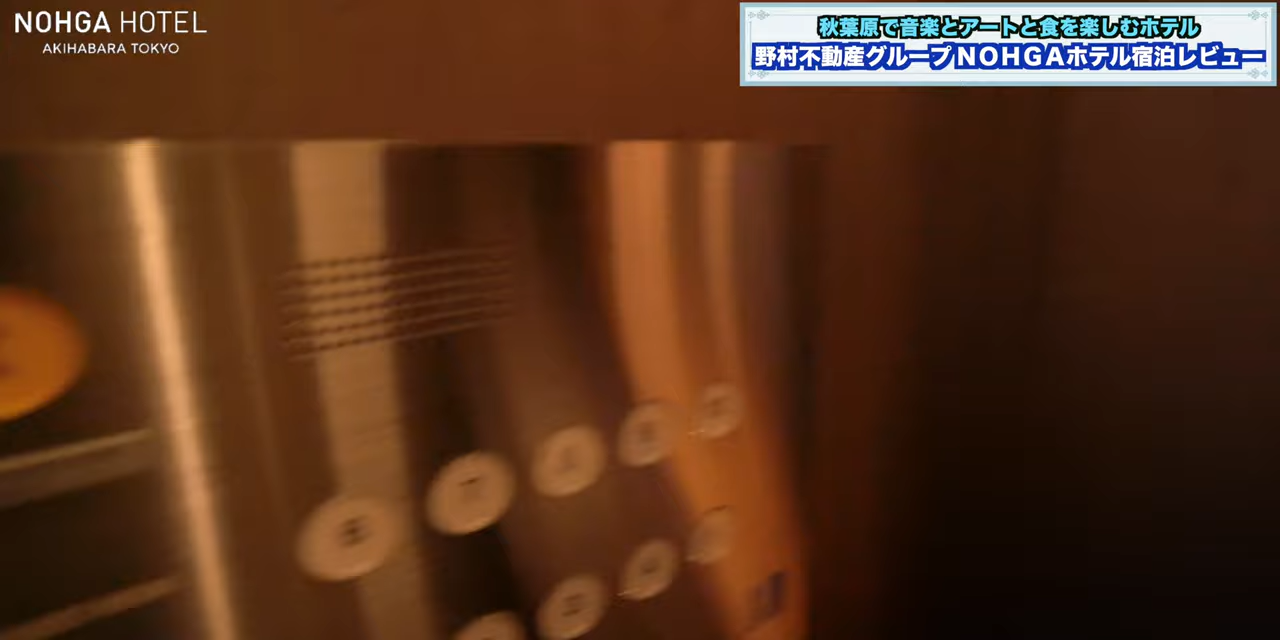 NOHGA HOTEL
AKIHABARA TOKYO
秋葉原で音楽とアートと食を楽しむホテル
野村不動産グループNOHGAホテル宿泊レビュー